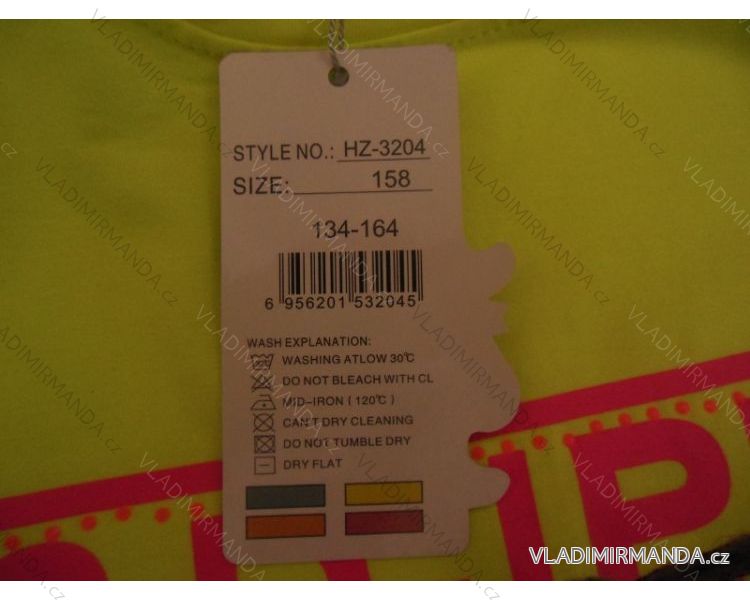 STYLE NO.: HZ-3204
SIZE: 158
134-164
6 956201 532045
WASH EXPLANATION:
WASHING ATLOW 30℃
DO NOT BLEACH WITH CL
MID-IRON (120℃)
CAN'T DRY CLEANING
DO NOT TUMBLE DRY
DRY FLAT
VLADIMIRMANDA.cz